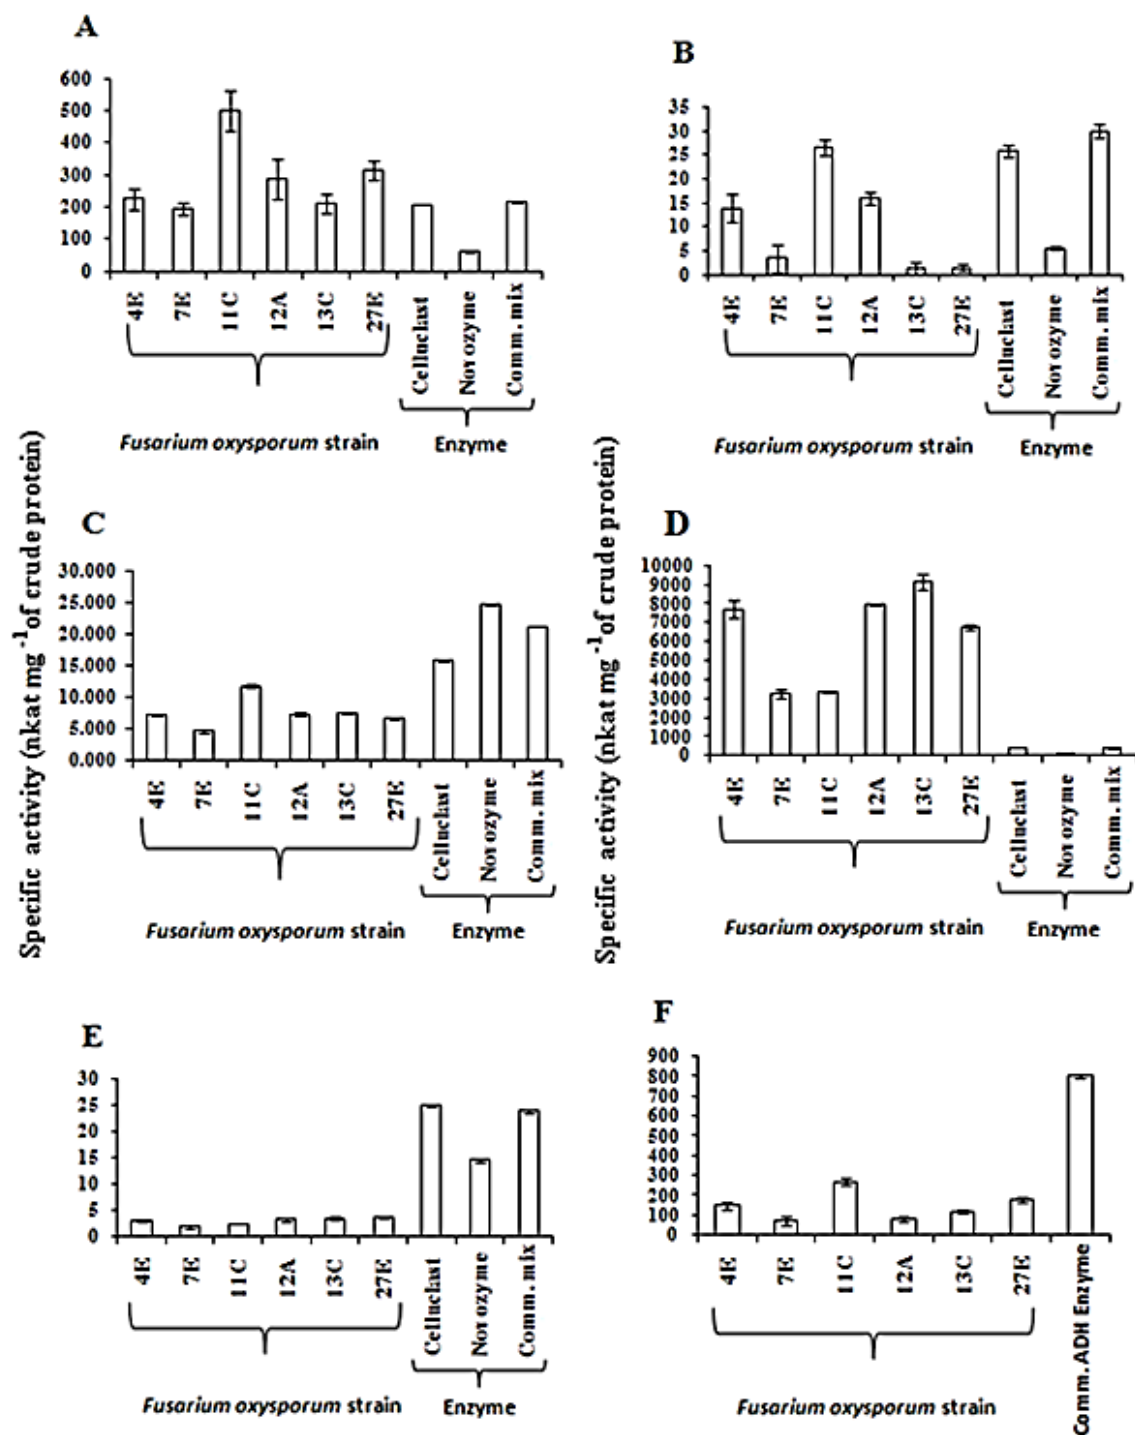 A
600
500
400
300
200
100
0
4E
7E
11C
12A
13C
27E
Celluclast
Novozyme
Comm. mix
Fusarium oxysporum strain
Enzyme
B
35
30
25
20
15
10
5
0
4E
7E
11C
12A
13C
27E
Celluclast
Novozyme
Comm. mix
Fusarium oxysporum strain
Enzyme
Specific activity (nkat mg -1 of crude protein)
Specific activity (nkat mg -1 of crude protein)
C
30.000
25.000
20.000
15.000
10.000
5.000
0.000
4E
7E
11C
12A
13C
27E
Celluclast
Novozyme
Comm. mix
Fusarium oxysporum strain
Enzyme
D
10000
9000
8000
7000
6000
5000
4000
3000
2000
1000
0
4E
7E
11C
12A
13C
27E
Celluclast
Novozyme
Comm. mix
Fusarium oxysporum strain
Enzyme
E
30
25
20
15
10
5
0
4E
7E
11C
12A
13C
27E
Celluclast
Novozyme
Comm. mix
Fusarium oxysporum strain
Enzyme
F
900
800
700
600
500
400
300
200
100
0
4E
7E
11C
12A
13C
27E
Comm. ADH Enzyme
Fusarium oxysporum strain